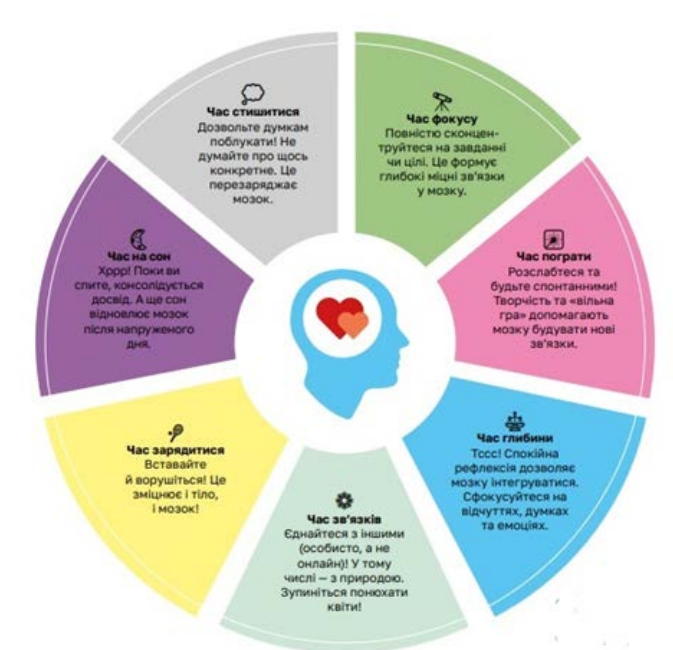 Час стишитися
Дозвольте думкам
поблукати! Не
думайте про щось
конкретне. Це
перезаряджає
мозок.
Час фокусу
Повністю сконцен-
труйтеся на завданні
чи цілі. Це формує
глибокі міцні зв’язки
у мозку.
Час пограти
Розслабтеся та
будьте спонтанними!
Творчість та «вільна
гра» допомагають
мозку будувати нові
зв’язки.
Час глибини
Тссс! Спокійна
рефлексія дозволяє
мозку інтегруватися.
Сфокусуйтеся на
відчуттях, думках
та емоціях.
Час зв’язків
Єднайтеся з іншими
(особисто, а не
онлайн)! У тому
числі — з природою.
Зупиніться понюхати
квіти!
Час зарядитися
Вставайте
й ворушіться! Це
зміцнює і тіло,
і мозок!
Час на сон
Хррр! Поки ви
спите, консолідується
досвід. А ще сон
відновлює мозок
після напруженого
дня.